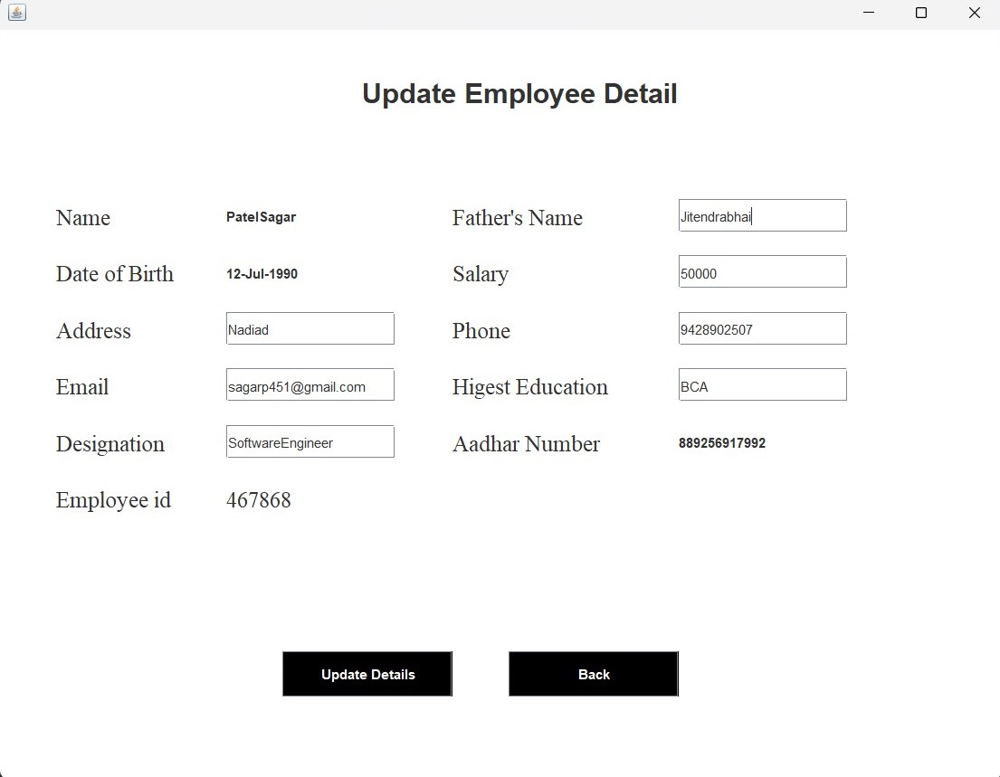 Update Employee Detail
Name PatelSagar Father's Name Jitendrabhai
Date of Birth 12-Jul-1990 Salary 50000
Address Nadiad Phone 9428902507
Email sagarp451@gmail.com Higest Education BCA
Designation SoftwareEngineer Aadhar Number 889256917992
Employee id 467868
Update Details Back